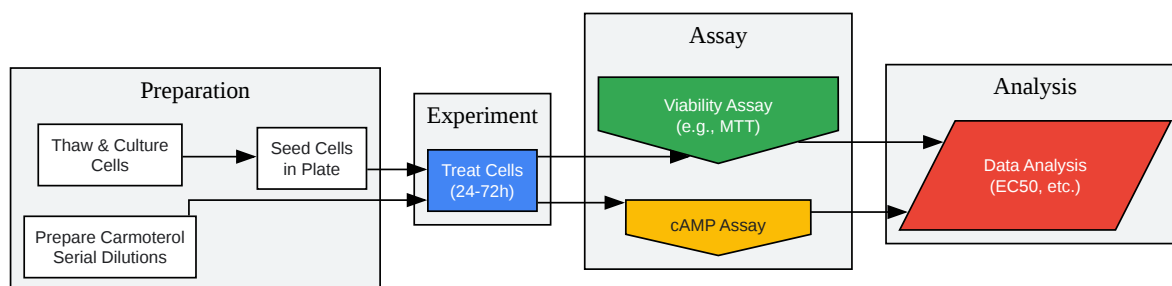 Preparation
Thaw & Culture
Cells
Seed Cells
in Plate
Prepare Carmoterol
Serial Dilutions
Experiment
Treat Cells
(24-72h)
Assay
Viability Assay
(e.g., MTT)
cAMP Assay
Analysis
Data Analysis
(EC50, etc.)